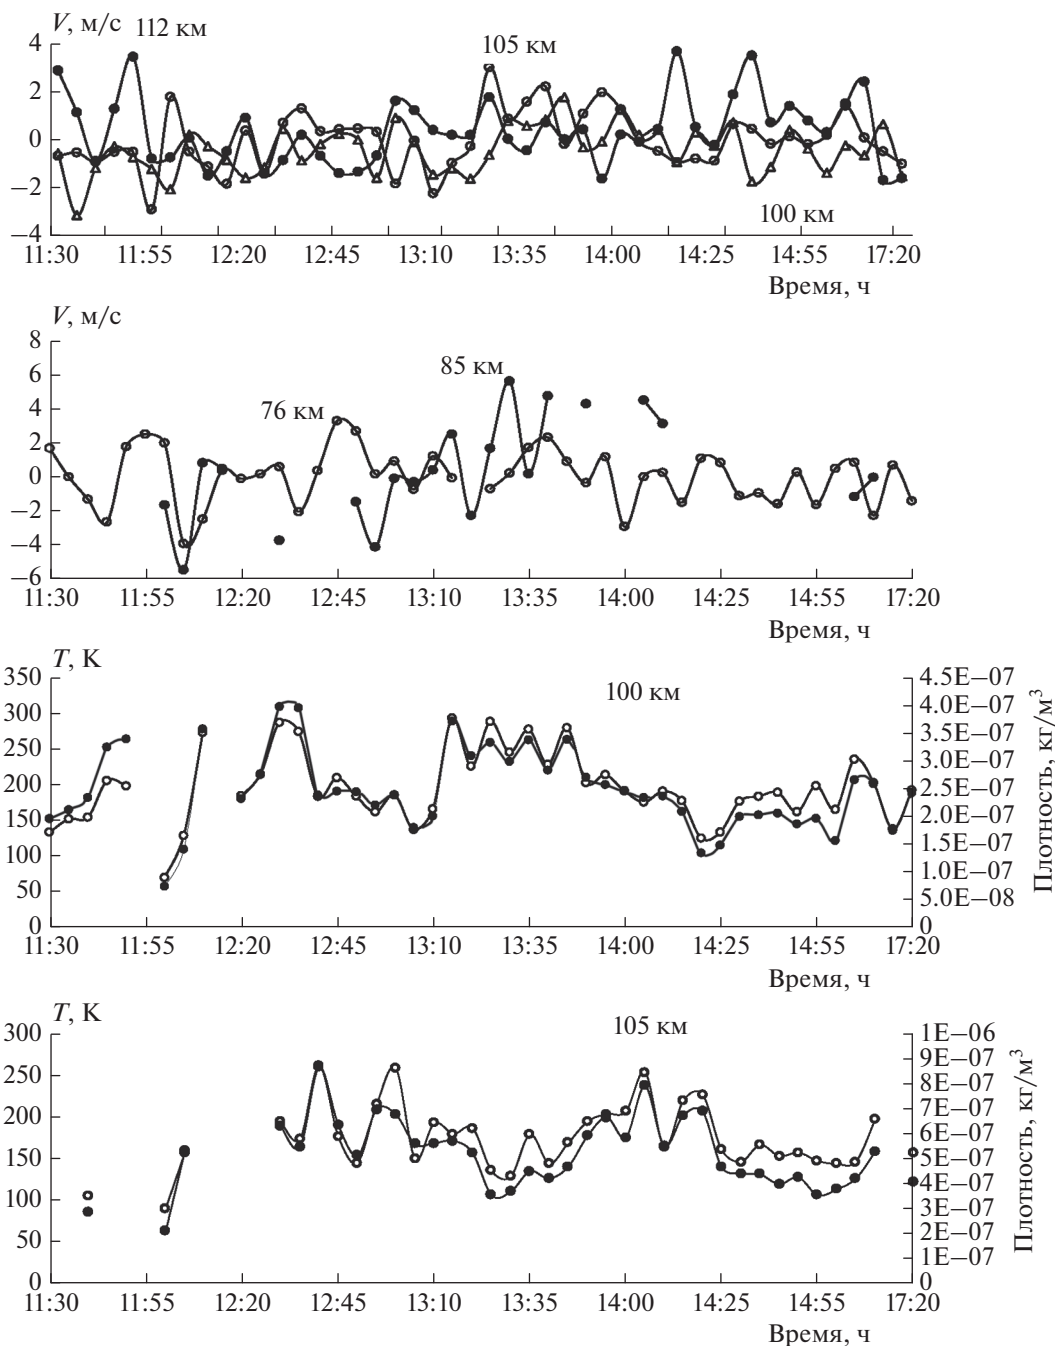 V, м/с
112 км
105 км
4
2
0
−2
−4
100 км
11:30 11:55 12:20 12:45 13:10 13:35 14:00 14:25 14:55 17:20
Время, ч
V, м/с
8
6
4
2
0
−2
−4
−6
85 км
76 км
11:30 11:55 12:20 12:45 13:10 13:35 14:00 14:25 14:55 17:20
Время, ч
T, К
100 км
350
300
250
200
150
100
50
0
4.5E−07
4.0E−07
3.5E−07
3.0E−07
2.5E−07
2.0E−07
1.5E−07
1.0E−07
5.0E−08
0
Плотность, кг/м³
11:30 11:55 12:20 12:45 13:10 13:35 14:00 14:25 14:55 17:20
Время, ч
T, К
105 км
300
250
200
150
100
50
0
1E−06
9E−07
8E−07
7E−07
6E−07
5E−07
4E−07
3E−07
2E−07
1E−07
0
Плотность, кг/м³
11:30 11:55 12:20 12:45 13:10 13:35 14:00 14:25 14:55 17:20
Время, ч